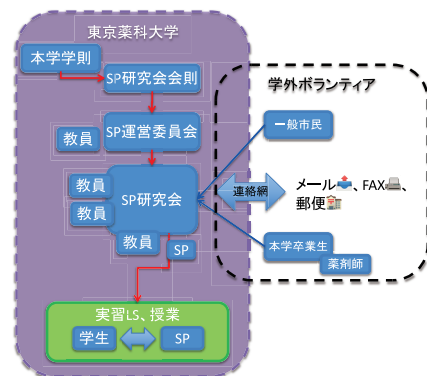 東京薬科大学
本学学則
SP研究会会則
SP運営委員会
教員
SP研究会
教員
教員
教員
SP
実習LS、授業
学生
SP
学外ボランティア
一般市民
連絡網
メール📤、FAX📠、
郵便🏤
本学卒業生
薬剤師